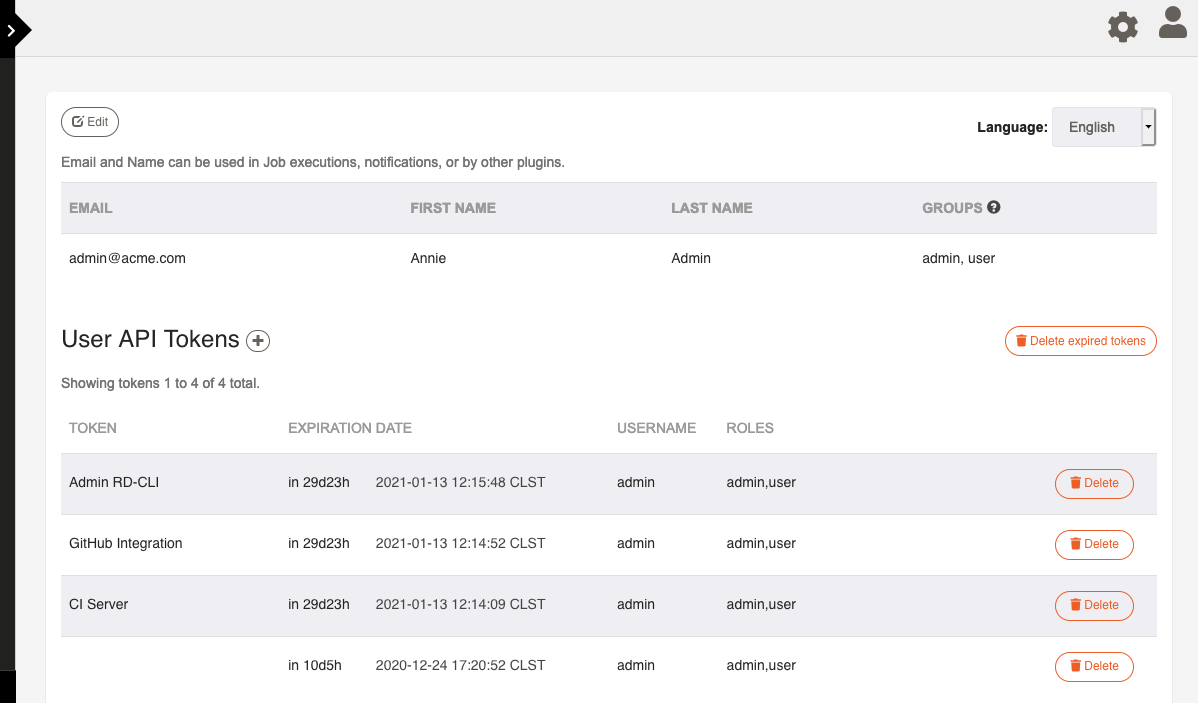 Edit
Language: English
Email and Name can be used in Job executions, notifications, or by other plugins.
EMAIL FIRST NAME LAST NAME GROUPS ?
admin@acme.com Annie Admin admin, user
User API Tokens +
Delete expired tokens
Showing tokens 1 to 4 of 4 total.
TOKEN EXPIRATION DATE USERNAME ROLES
Admin RD-CLI in 29d23h 2021-01-13 12:15:48 CLST admin admin,user Delete
GitHub Integration in 29d23h 2021-01-13 12:14:52 CLST admin admin,user Delete
CI Server in 29d23h 2021-01-13 12:14:09 CLST admin admin,user Delete
in 10d5h 2020-12-24 17:20:52 CLST admin admin,user Delete